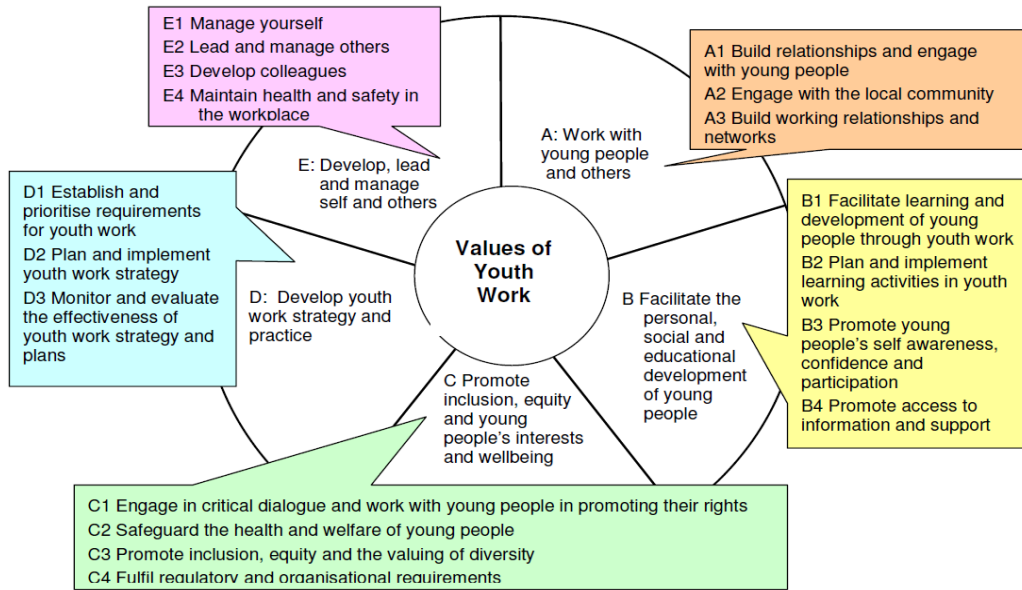 E1 Manage yourself
E2 Lead and manage others
E3 Develop colleagues
E4 Maintain health and safety in
the workplace
A1 Build relationships and engage
with young people
A2 Engage with the local community
A3 Build working relationships and
networks
A: Work with
young people
and others
E: Develop, lead
and manage
self and others
D1 Establish and
prioritise requirements
for youth work
D2 Plan and implement
youth work strategy
D3 Monitor and evaluate
the effectiveness of
youth work strategy and
plans
Values of
Youth
Work
B1 Facilitate learning and
development of young
people through youth work
B2 Plan and implement
learning activities in youth
work
B3 Promote young
people's self awareness,
confidence and
participation
B4 Promote access to
information and support
D: Develop youth
work strategy and
practice
B Facilitate the
personal,
social and
educational
development
of young
people
C Promote
inclusion, equity
and young
people's interests
and wellbeing
C1 Engage in critical dialogue and work with young people in promoting their rights
C2 Safeguard the health and welfare of young people
C3 Promote inclusion, equity and the valuing of diversity
C4 Fulfil regulatory and organisational requirements